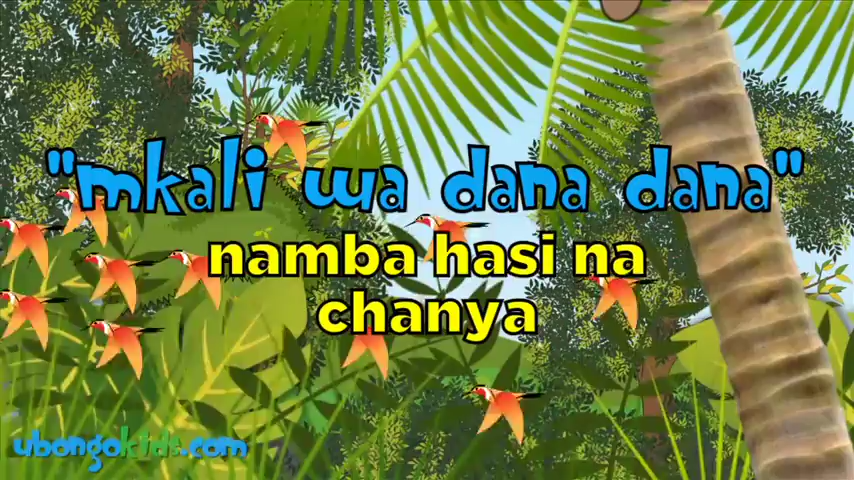 "mkali wa dana dana"
namba hasi na
chanya
ubongokids.com